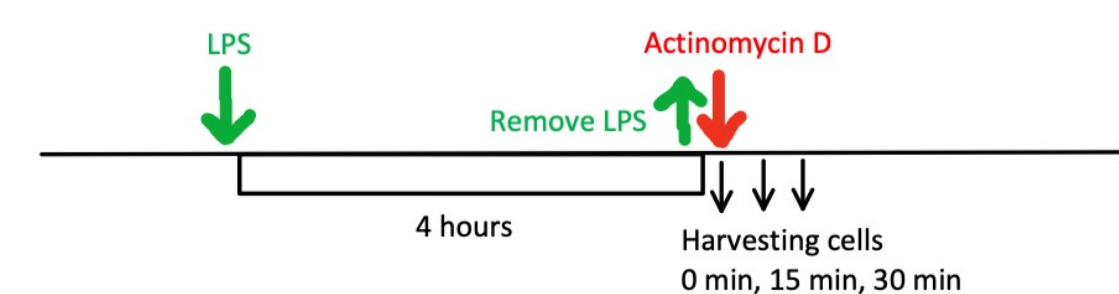 LPS
Actinomycin D
Remove LPS
4 hours
Harvesting cells
0 min, 15 min, 30 min